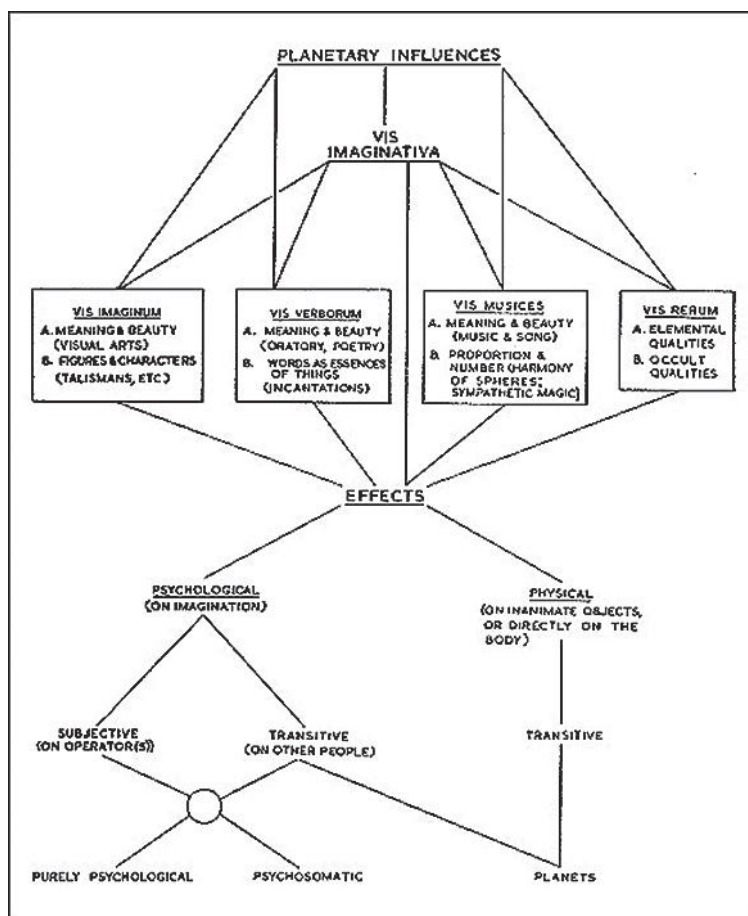 PLANETARY INFLUENCES
VIS
IMAGINATIVA
VIS IMAGINUM
A. MEANING & BEAUTY
(VISUAL ARTS)
B. FIGURES & CHARACTERS
(TALISMANS, ETC)
VIS VERBORUM
A. MEANING & BEAUTY
(ORATORY, POETRY)
B. WORDS AS ESSENCES
OF THINGS
(INCANTATIONS)
VIS MUSICES
A. MEANING & BEAUTY
(MUSIC & SONG)
B. PROPORTION &
NUMBER (HARMONY
OF SPHERES;
SYMPATHETIC MAGIC)
VIS RERUM
A. ELEMENTAL
QUALITIES
B. OCCULT
QUALITIES
EFFECTS
PSYCHOLOGICAL
(ON IMAGINATION)
PHYSICAL
(ON INANIMATE OBJECTS,
OR DIRECTLY ON THE
BODY)
SUBJECTIVE
(ON OPERATOR(S))
TRANSITIVE
(ON OTHER PEOPLE)
TRANSITIVE
PURELY PSYCHOLOGICAL
PSYCHOSOMATIC
PLANETS